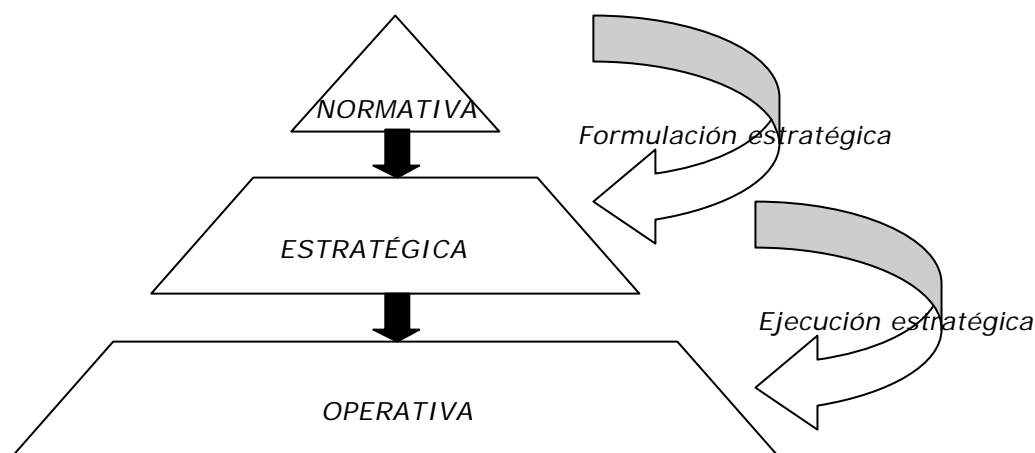 NORMATIVA
Formulación estratégica
ESTRATÉGICA
Ejecución estratégica
OPERATIVA